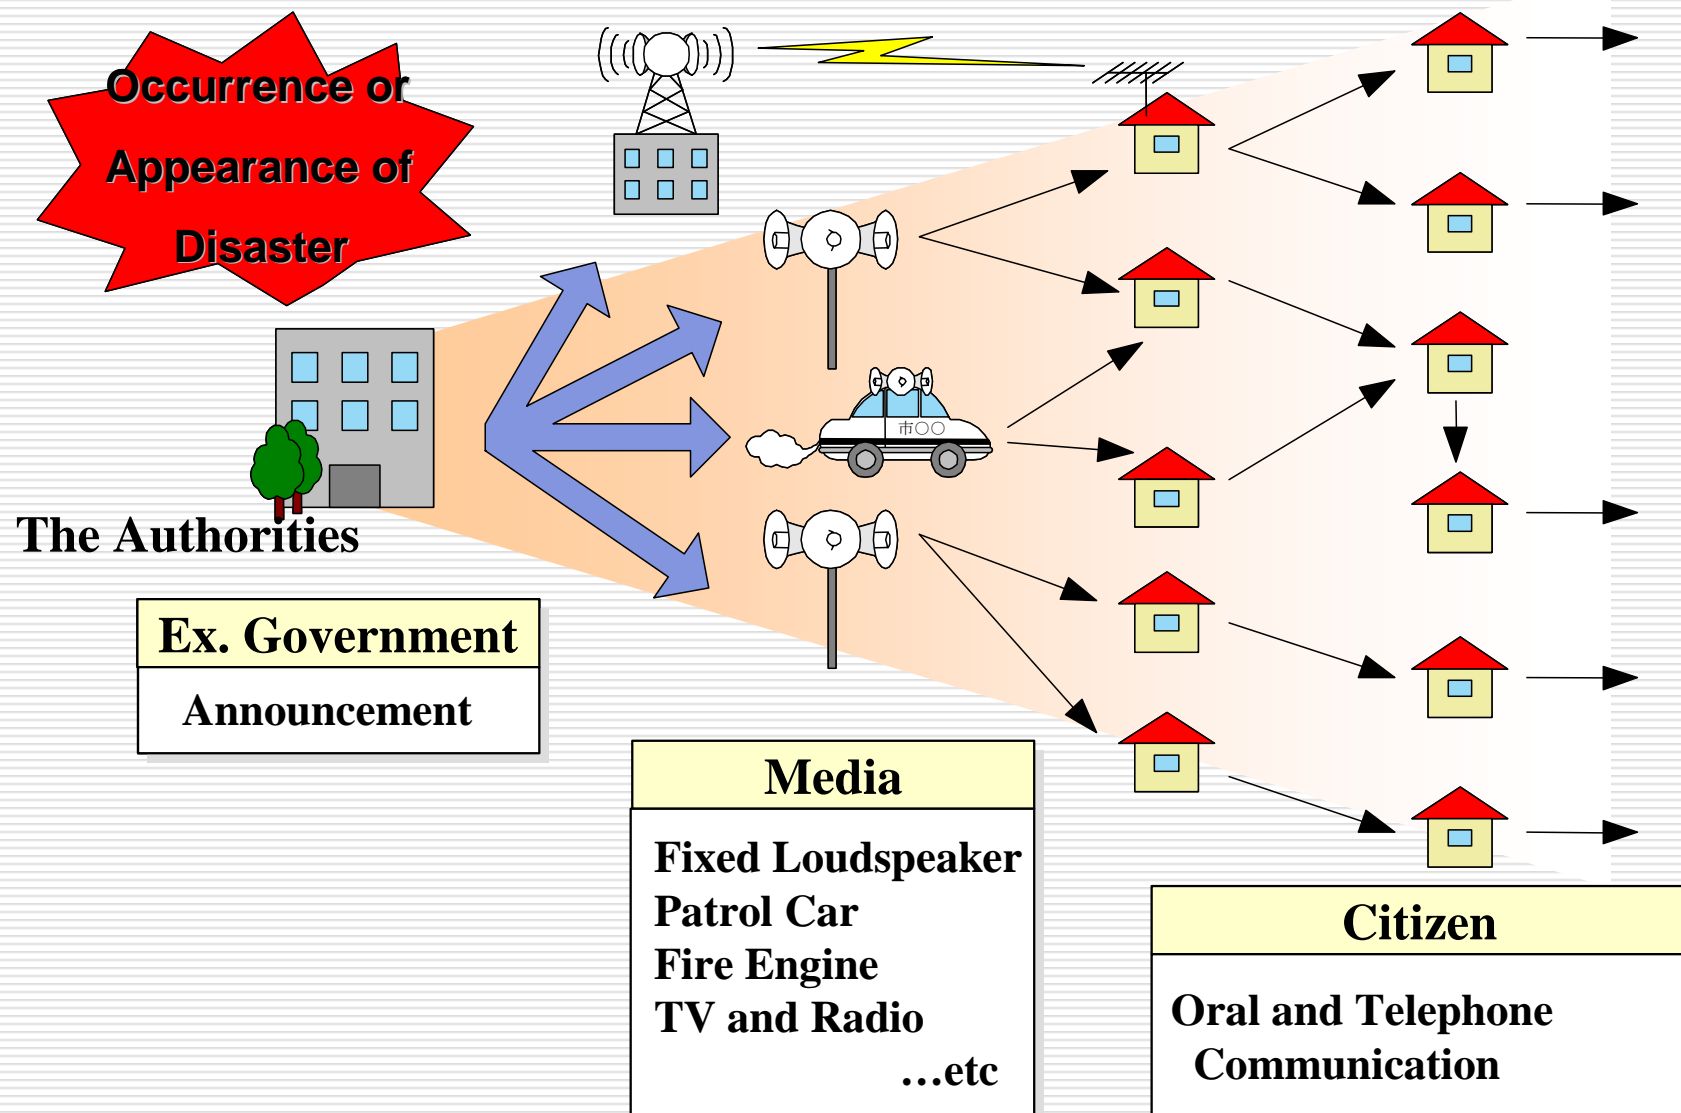 Occurrence or
Appearance of
Disaster
市〇〇
The Authorities
Ex. Government
Announcement
Media
Fixed Loudspeaker
Patrol Car
Fire Engine
TV and Radio
…etc
Citizen
Oral and Telephone
Communication